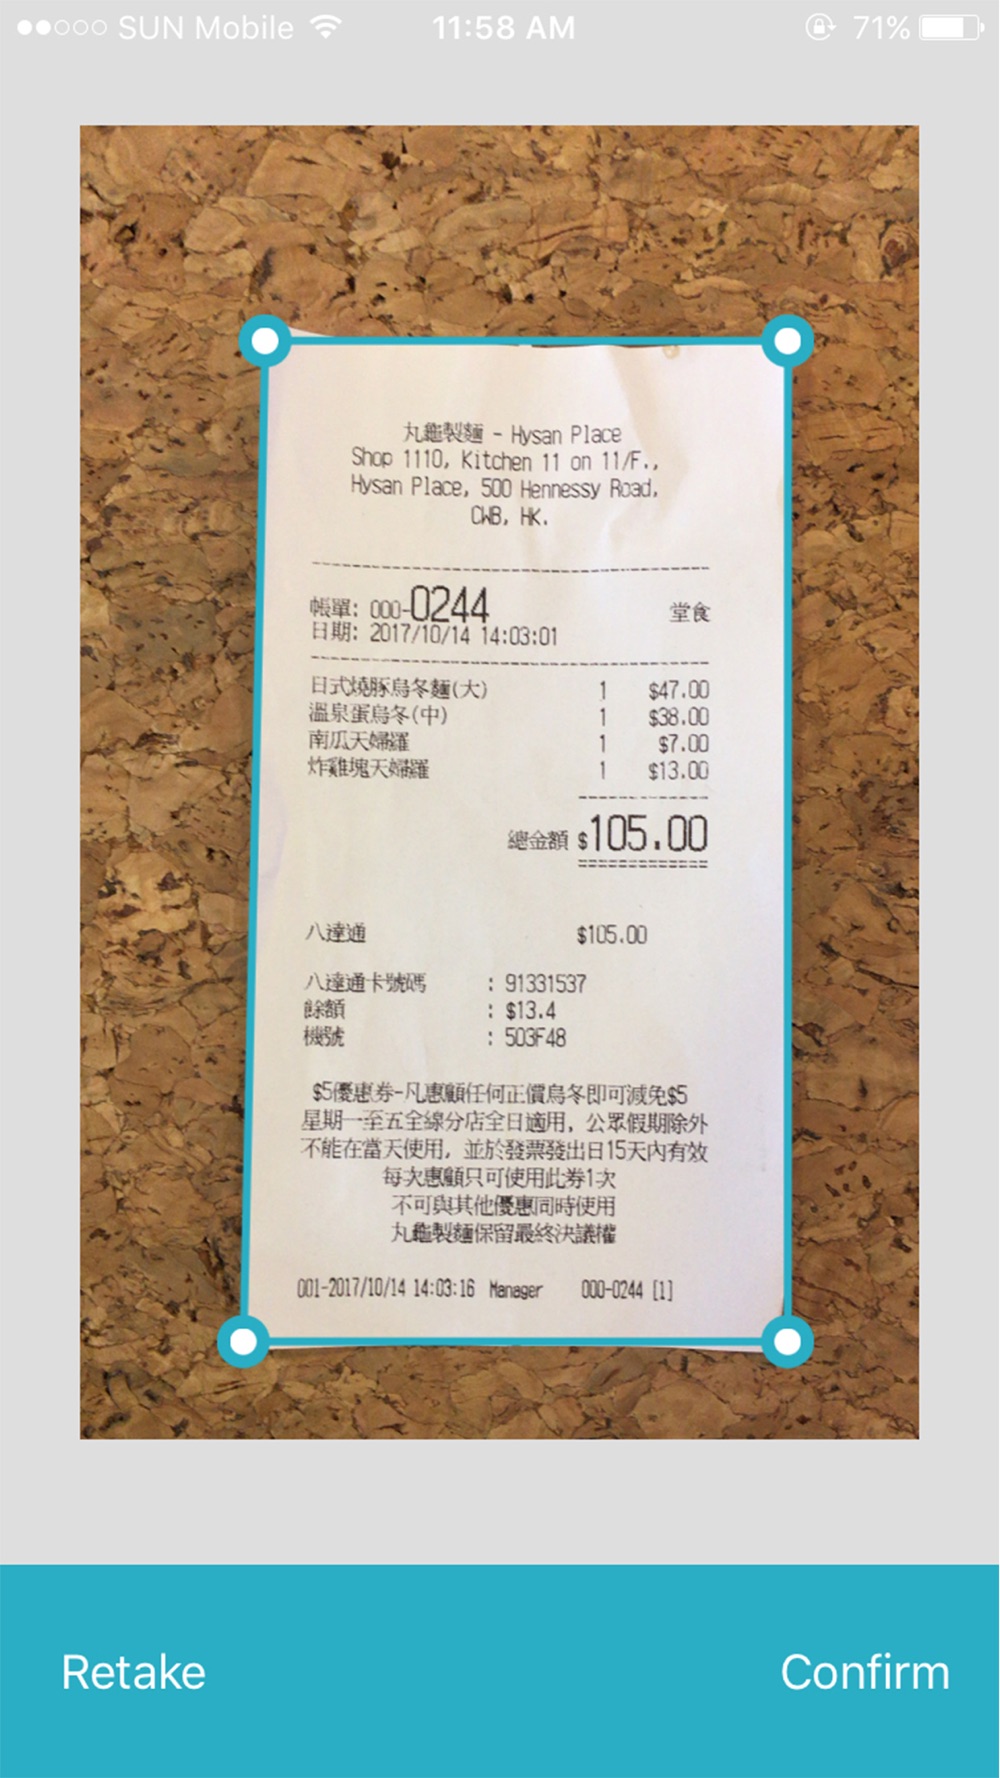 SUN Mobile 11:58 AM 71%
丸龜製麵 - Hysan Place
Shop 1110, Kitchen 11 on 11/F.,
Hysan Place, 500 Hennessy Road,
CWB, HK.
帳單: 000-0244 堂食
日期: 2017/10/14 14:03:01
日式燒豚烏冬麵(大) 1 $47.00
溫泉蛋烏冬(中) 1 $38.00
南瓜天婦羅 1 $7.00
炸雞塊天婦羅 1 $13.00
總金額 $105.00
八達通 $105.00
八達通卡號碼 : 91331537
餘額 : $13.4
機號 : 503F48
$5優惠券-凡惠顧任何正價烏冬即可減免$5
星期一至五全線分店全日適用, 公眾假期除外
不能在當天使用, 並於發票發出日15天內有效
每次惠顧只可使用此券1次
不可與其他優惠同時使用
丸龜製麵保留最終決議權
001-2017/10/14 14:03:16 Manager 000-0244 [1]
Retake Confirm